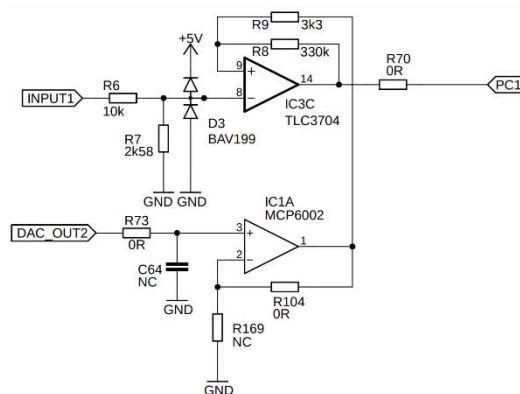 R9 3k3
+5V
R8 330k
9 + 14
R70
0R
R6
INPUT1
10k
8 −
IC3C
TLC3704
PC1
R7
2k58
D3
BAV199
GND GND
IC1A
MCP6002
R73
DAC_OUT2
0R
3 + 1
2 −
C64
NC
R104
0R
GND
R169
NC
GND